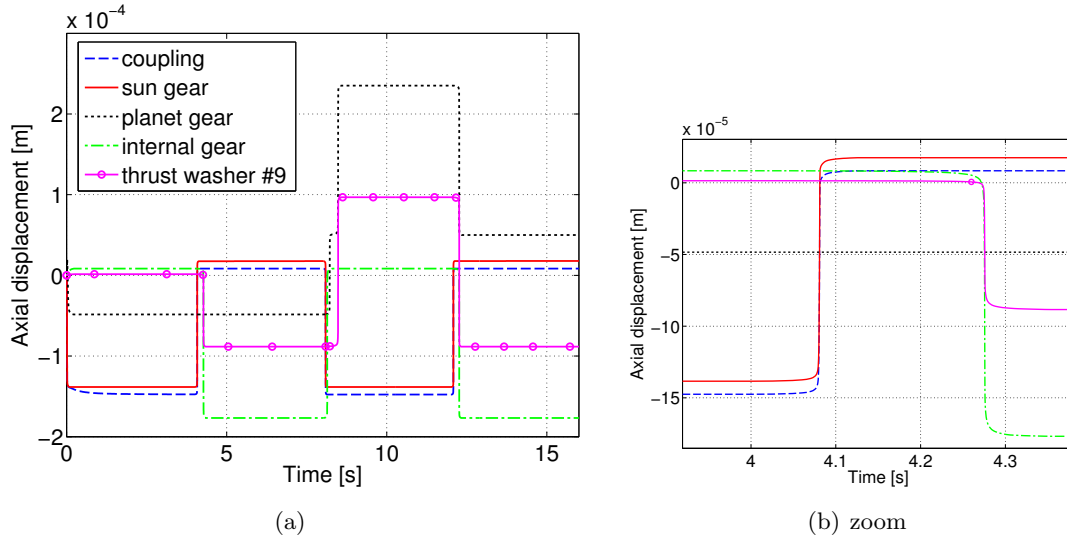 x 10⁻⁴
2
1
0
−1
−2
Axial displacement [m]
coupling
sun gear
planet gear
internal gear
thrust washer #9
0 5 10 15
Time [s]
(a)
x 10⁻⁵
0
−5
−10
−15
Axial displacement [m]
4 4.1 4.2 4.3
Time [s]
(b) zoom